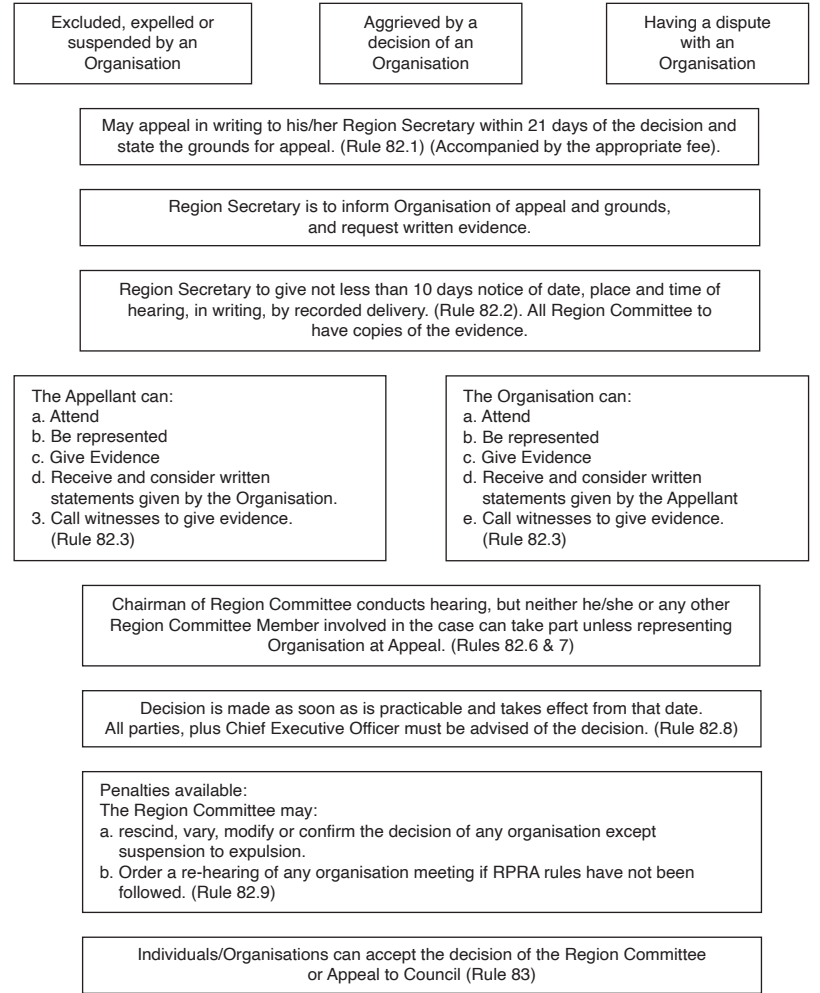 Excluded, expelled or
suspended by an
Organisation
Aggrieved by a
decision of an
Organisation
Having a dispute
with an
Organisation
May appeal in writing to his/her Region Secretary within 21 days of the decision and
state the grounds for appeal. (Rule 82.1) (Accompanied by the appropriate fee).
Region Secretary is to inform Organisation of appeal and grounds,
and request written evidence.
Region Secretary to give not less than 10 days notice of date, place and time of
hearing, in writing, by recorded delivery. (Rule 82.2). All Region Committee to
have copies of the evidence.
The Appellant can:
a. Attend
b. Be represented
c. Give Evidence
d. Receive and consider written
statements given by the Organisation.
3. Call witnesses to give evidence.
(Rule 82.3)
The Organisation can:
a. Attend
b. Be represented
c. Give Evidence
d. Receive and consider written
statements given by the Appellant
e. Call witnesses to give evidence.
(Rule 82.3)
Chairman of Region Committee conducts hearing, but neither he/she or any other
Region Committee Member involved in the case can take part unless representing
Organisation at Appeal. (Rules 82.6 & 7)
Decision is made as soon as is practicable and takes effect from that date.
All parties, plus Chief Executive Officer must be advised of the decision. (Rule 82.8)
Penalties available:
The Region Committee may:
a. rescind, vary, modify or confirm the decision of any organisation except
suspension to expulsion.
b. Order a re-hearing of any organisation meeting if RPRA rules have not been
followed. (Rule 82.9)
Individuals/Organisations can accept the decision of the Region Committee
or Appeal to Council (Rule 83)